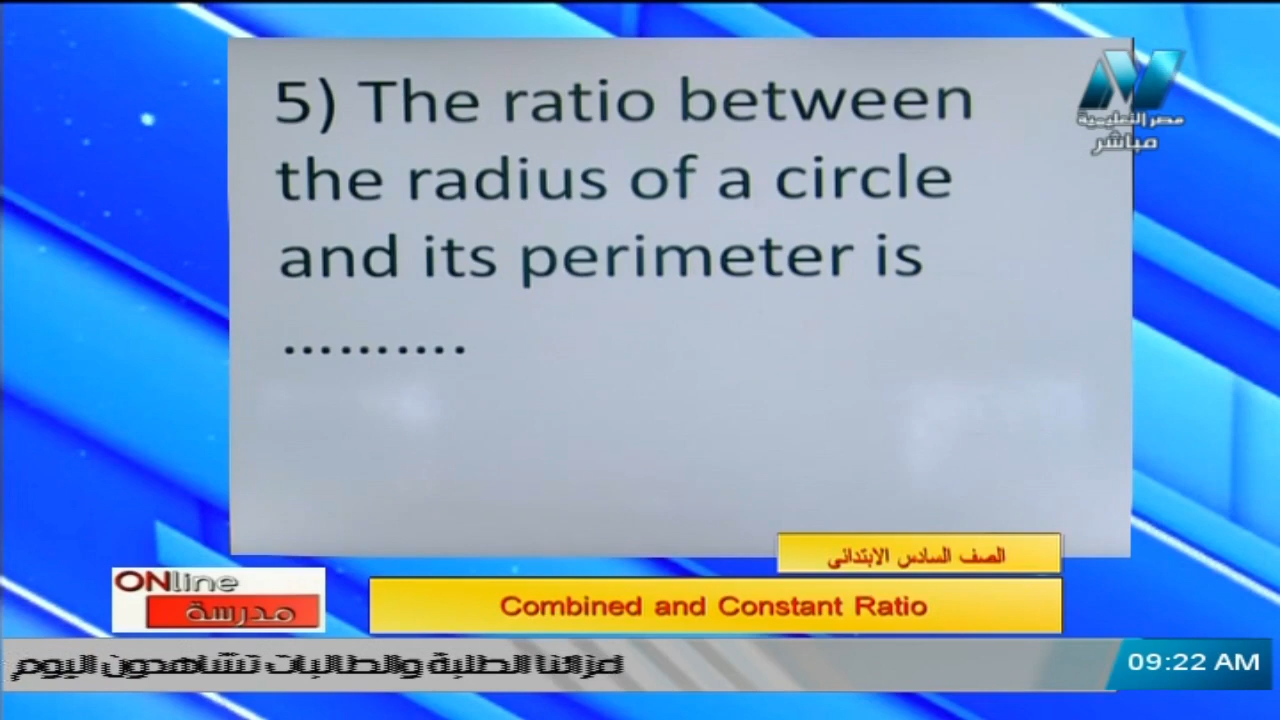 5) The ratio between
the radius of a circle
and its perimeter is
..........
مصر التعليمية
مباشر
الصف السادس الابتدائى
ONline
مدرسة
Combined and Constant Ratio
اعزائنا الطلبة والطالبات تشاهدون اليوم
09:22 AM